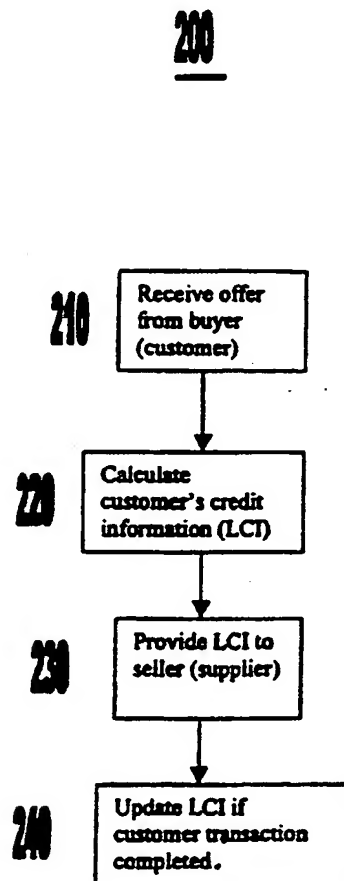 200
210
Receive offer
from buyer
(customer)
220
Calculate
customer's credit
information (LCI)
230
Provide LCI to
seller (supplier)
240
Update LCI if
customer transaction
completed.